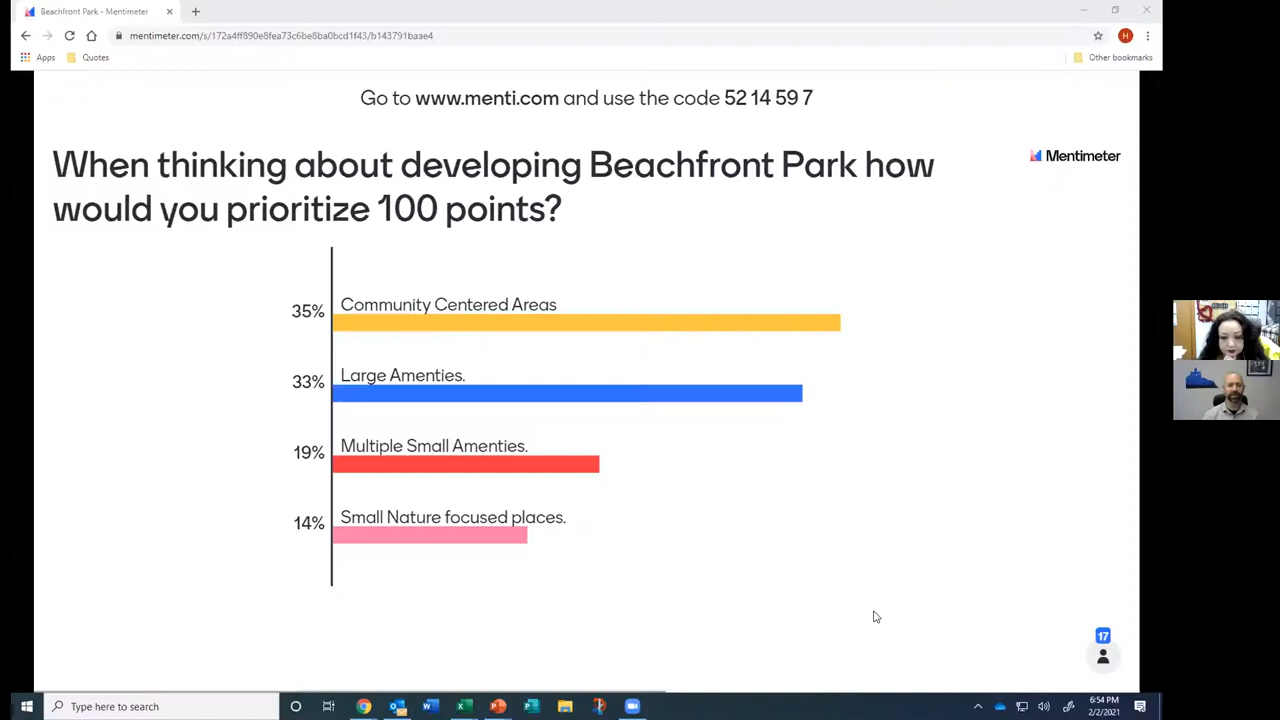 Beachfront Park - Mentimeter
mentimeter.com/s/172a4ff890e8fea73c6be8ba0bcd1f43/b143791baae4
H
Apps
Quotes
Other bookmarks
Go to www.menti.com and use the code 52 14 59 7
When thinking about developing Beachfront Park how
would you prioritize 100 points?
Mentimeter
35%
Community Centered Areas
33%
Large Amenties.
19%
Multiple Small Amenties.
14%
Small Nature focused places.
17
Type here to search
6:54 PM
2/2/2021